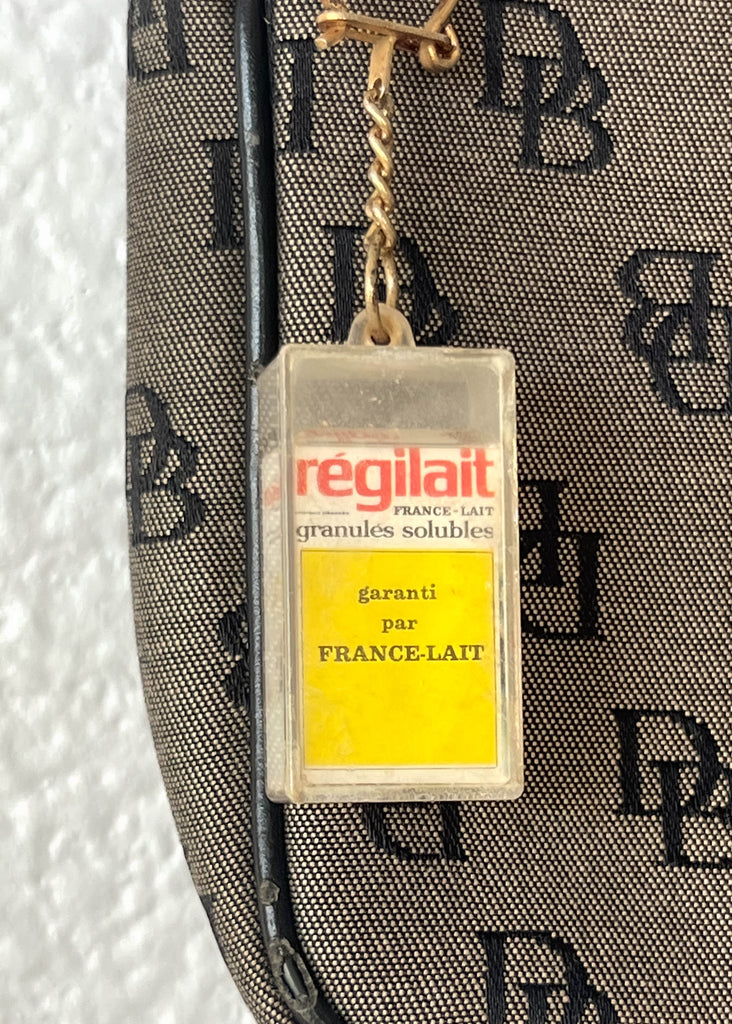 régilait
FRANCE-LAIT
granulés solubles
garanti
par
FRANCE-LAIT